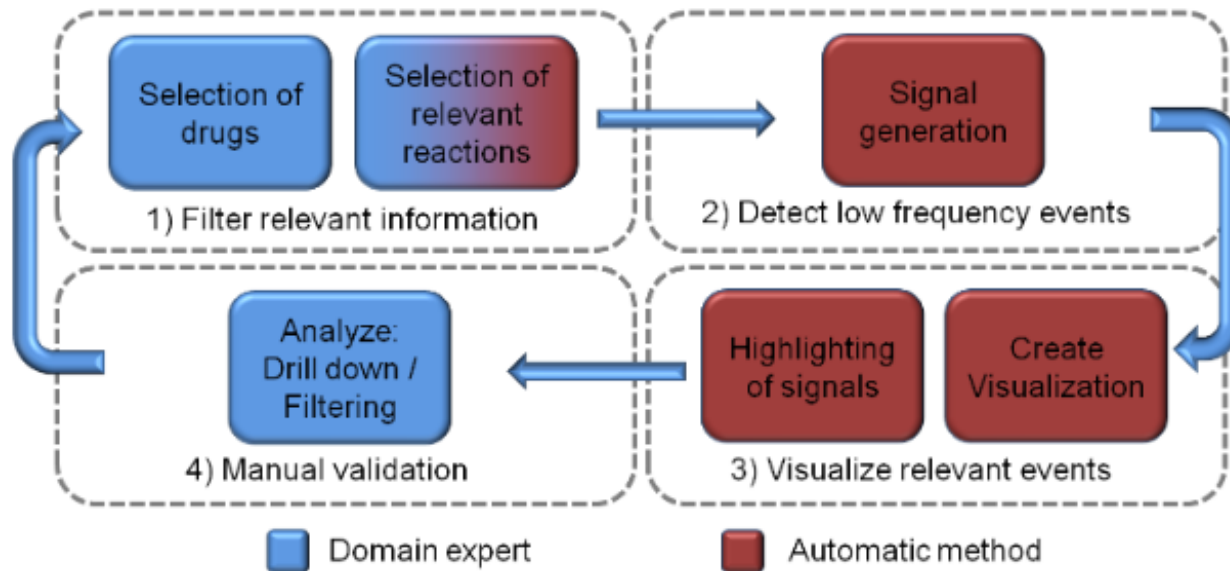 Selection of
drugs
Selection of
relevant
reactions
1) Filter relevant information
Signal
generation
2) Detect low frequency events
Analyze:
Drill down /
Filtering
4) Manual validation
Highlighting
of signals
Create
Visualization
3) Visualize relevant events
Domain expert
Automatic method